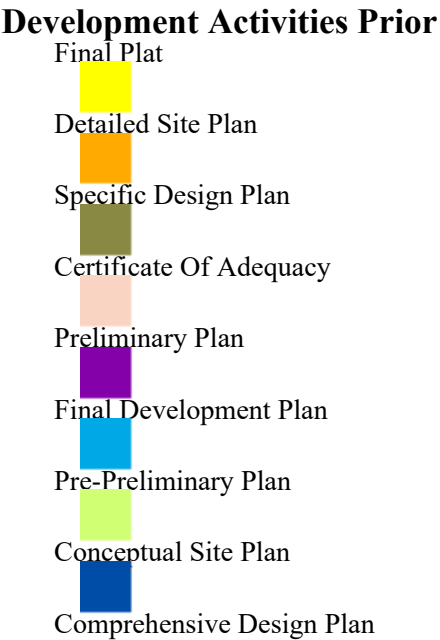 Development Activities Prior
Final Plat
Detailed Site Plan
Specific Design Plan
Certificate Of Adequacy
Preliminary Plan
Final Development Plan
Pre-Preliminary Plan
Conceptual Site Plan
Comprehensive Design Plan